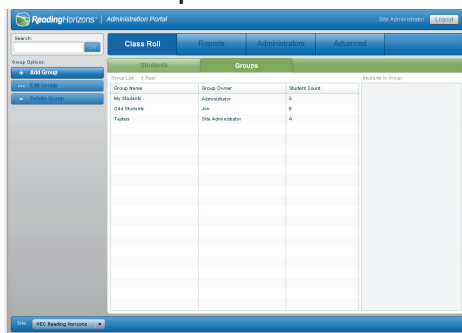 ReadingHorizons® | Administration Portal
Site Administrator Logout
Search:
GO
Class Roll Reports Administrators Advanced
Group Options:
+ Add Group
Edit Group
- Delete Group
Students Groups
Group List: 3 Total
Students in Group:
Group Name Group Owner Student Count
My Students Administrator 3
Odd Students Jon 8
Testers Site Administrator 4
Site: HEC Reading Horizons